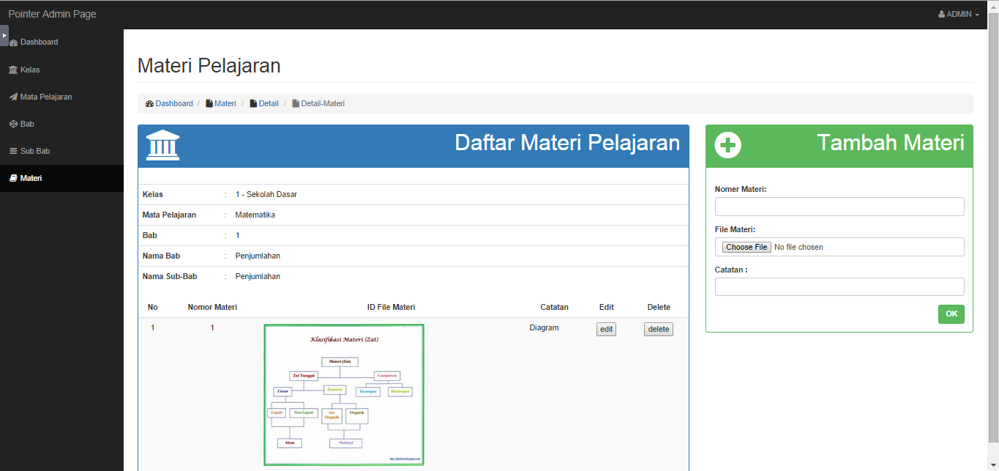 Pointer Admin Page
ADMIN
Dashboard
Kelas
Mata Pelajaran
Bab
Sub Bab
Materi
Materi Pelajaran
Dashboard / Materi / Detail / Detail-Materi
Daftar Materi Pelajaran
Kelas : 1 - Sekolah Dasar
Mata Pelajaran : Matematika
Bab : 1
Nama Bab : Penjumlahan
Nama Sub-Bab : Penjumlahan
No Nomor Materi ID File Materi Catatan Edit Delete
1 1 Diagram edit delete
Klasifikasi Materi (Zat)
Materi (Zat)
Zat Tunggal Campuran
Unsur Senyawa Homogen Heterogen
Logam Non-Logam An-Organik Organik
Atom Molekul
Tambah Materi
Nomer Materi:
File Materi:
Choose File No file chosen
Catatan :
OK